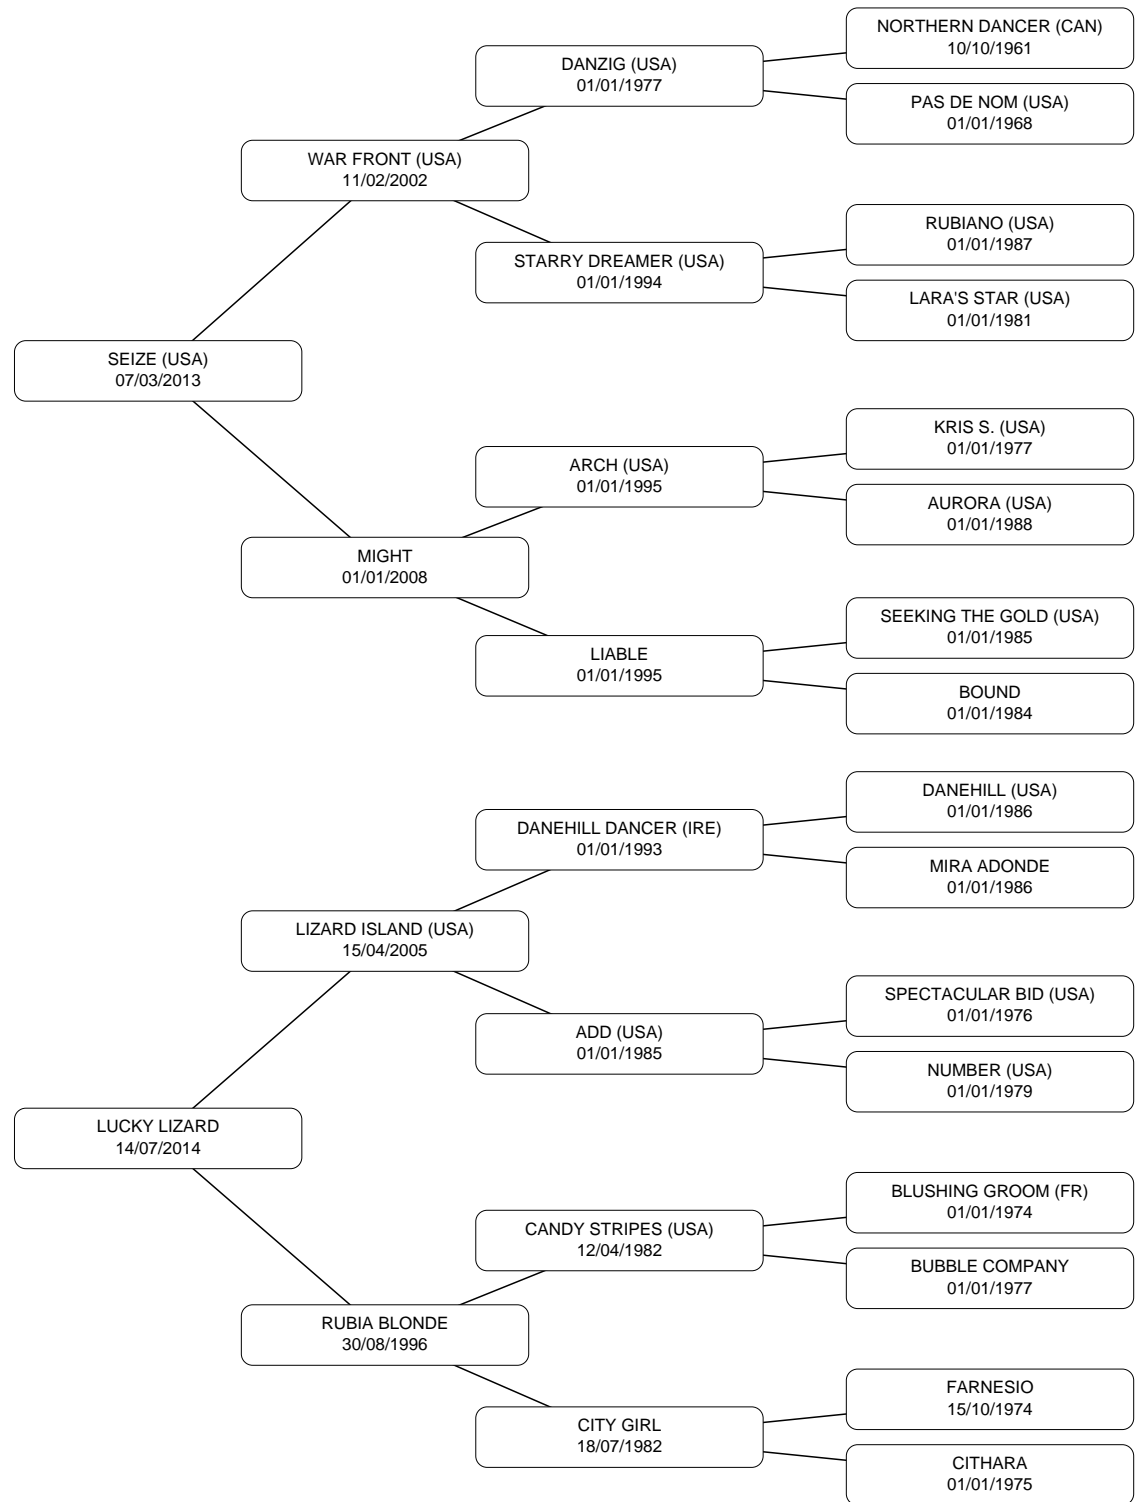 NORTHERN DANCER (CAN)
10/10/1961
DANZIG (USA)
01/01/1977
PAS DE NOM (USA)
01/01/1968
WAR FRONT (USA)
11/02/2002
RUBIANO (USA)
01/01/1987
STARRY DREAMER (USA)
01/01/1994
LARA'S STAR (USA)
01/01/1981
SEIZE (USA)
07/03/2013
KRIS S. (USA)
01/01/1977
ARCH (USA)
01/01/1995
AURORA (USA)
01/01/1988
MIGHT
01/01/2008
SEEKING THE GOLD (USA)
01/01/1985
LIABLE
01/01/1995
BOUND
01/01/1984
DANEHILL (USA)
01/01/1986
DANEHILL DANCER (IRE)
01/01/1993
MIRA ADONDE
01/01/1986
LIZARD ISLAND (USA)
15/04/2005
SPECTACULAR BID (USA)
01/01/1976
ADD (USA)
01/01/1985
NUMBER (USA)
01/01/1979
LUCKY LIZARD
14/07/2014
BLUSHING GROOM (FR)
01/01/1974
CANDY STRIPES (USA)
12/04/1982
BUBBLE COMPANY
01/01/1977
RUBIA BLONDE
30/08/1996
FARNESIO
15/10/1974
CITY GIRL
18/07/1982
CITHARA
01/01/1975